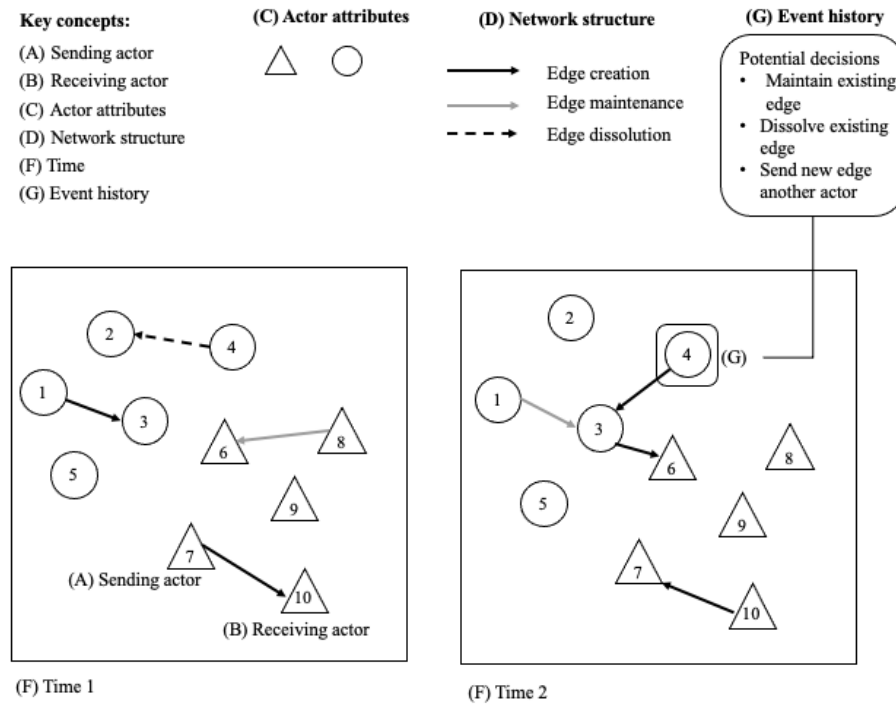 Key concepts:
(A) Sending actor
(B) Receiving actor
(C) Actor attributes
(D) Network structure
(F) Time
(G) Event history
(C) Actor attributes
(D) Network structure
Edge creation
Edge maintenance
Edge dissolution
(G) Event history
Potential decisions
• Maintain existing
edge
• Dissolve existing
edge
• Send new edge
another actor
2
4
1
3
5
6
8
9
7
10
(A) Sending actor
(B) Receiving actor
(F) Time 1
2
4
(G)
1
3
6
8
5
9
7
10
(F) Time 2